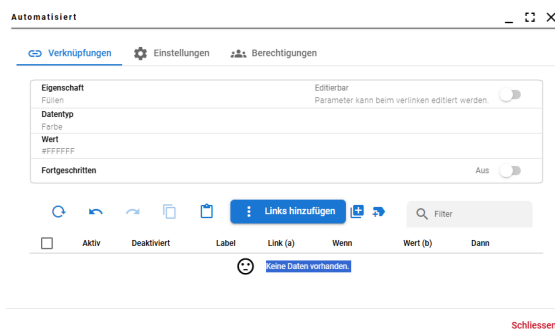 Automatisiert
Verknüpfungen Einstellungen Berechtigungen
Eigenschaft Editierbar
Füllen Parameter kann beim verlinken editiert werden.
Datentyp
Farbe
Wert
#FFFFFF
Fortgeschritten Aus
Links hinzufügen Filter
Aktiv Deaktiviert Label Link (a) Wenn Wert (b) Dann
Keine Daten vorhanden.
Schliessen